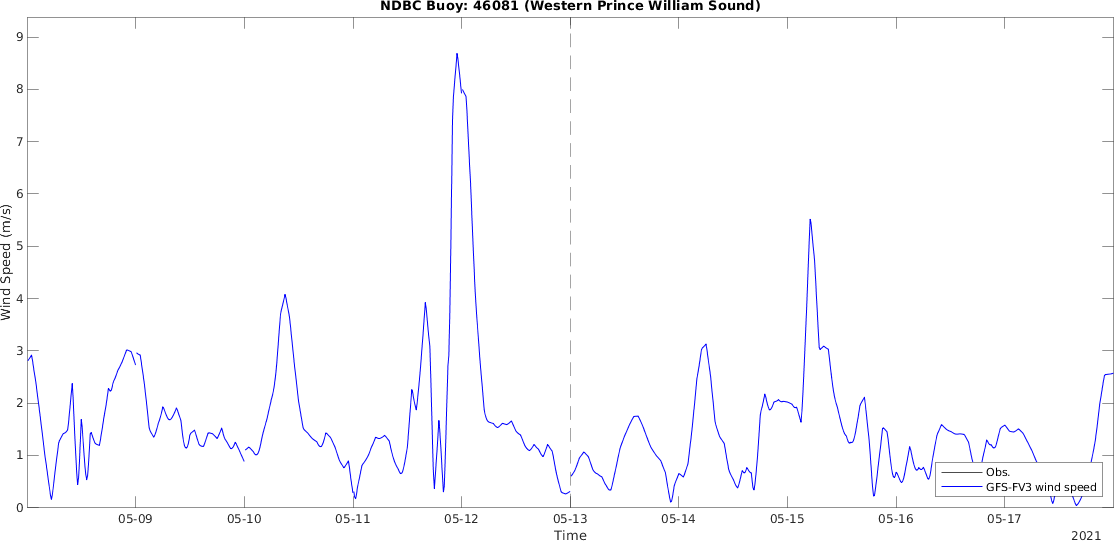 NDBC Buoy: 46081 (Western Prince William Sound)
Wind Speed (m/s)
9
8
7
6
5
4
3
2
1
0
05-09 05-10 05-11 05-12 05-13 05-14 05-15 05-16 05-17
Time
2021
Obs.
GFS-FV3 wind speed